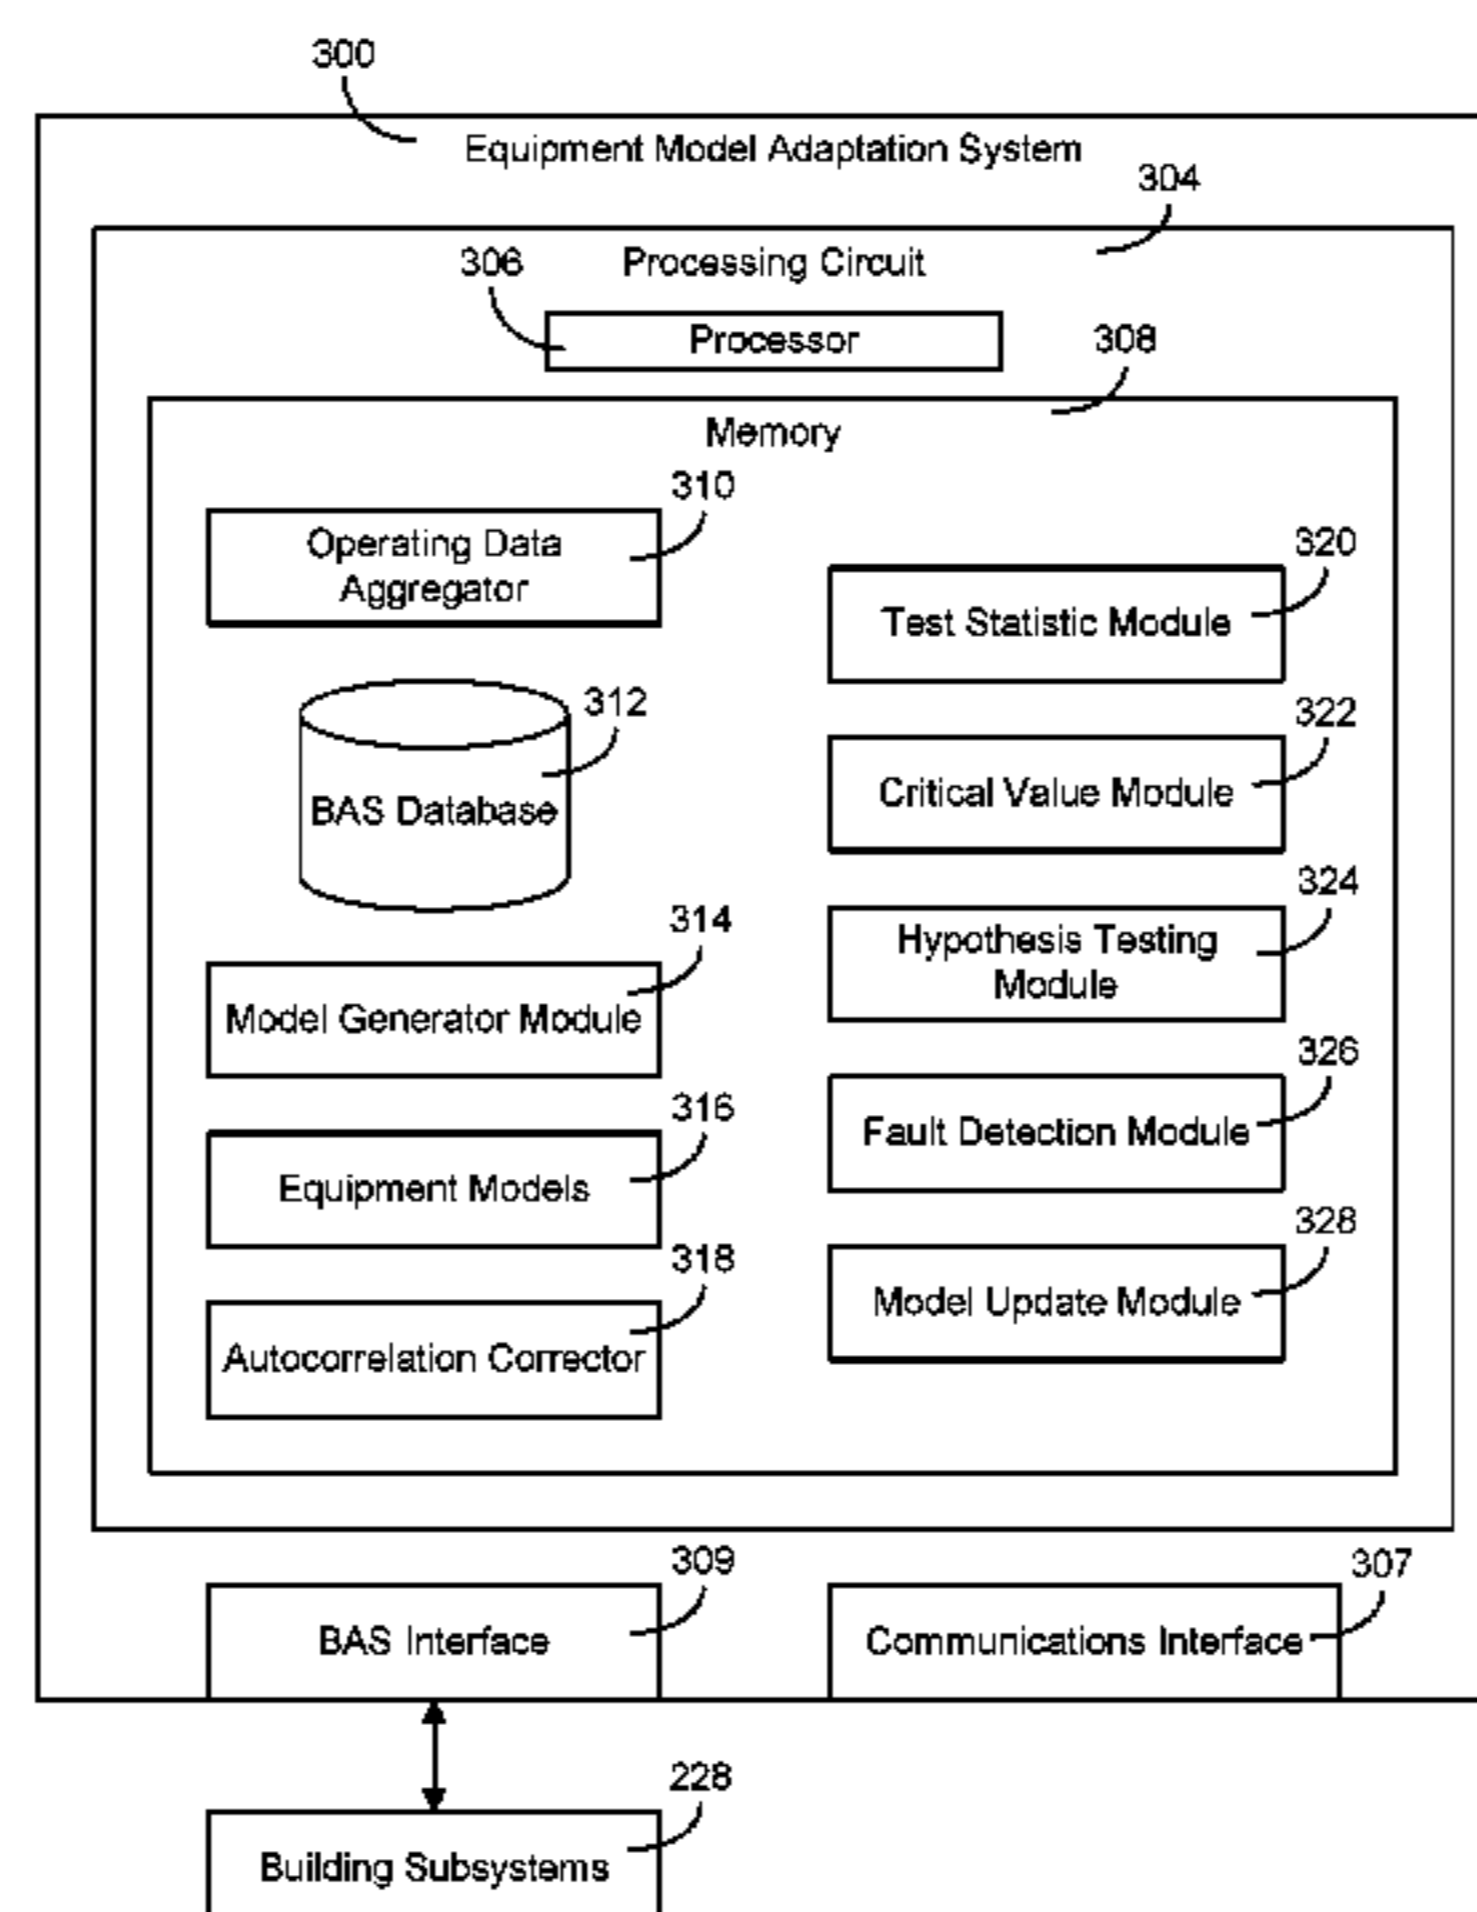 300
Equipment Model Adaptation System
304
306
Processing Circuit
Processor
308
Memory
310
Operating Data
Aggregator
312
BAS Database
314
Model Generator Module
316
Equipment Models
318
Autocorrelation Corrector
320
Test Statistic Module
322
Critical Value Module
324
Hypothesis Testing
Module
326
Fault Detection Module
328
Model Update Module
309
BAS Interface
307
Communications Interface
228
Building Subsystems